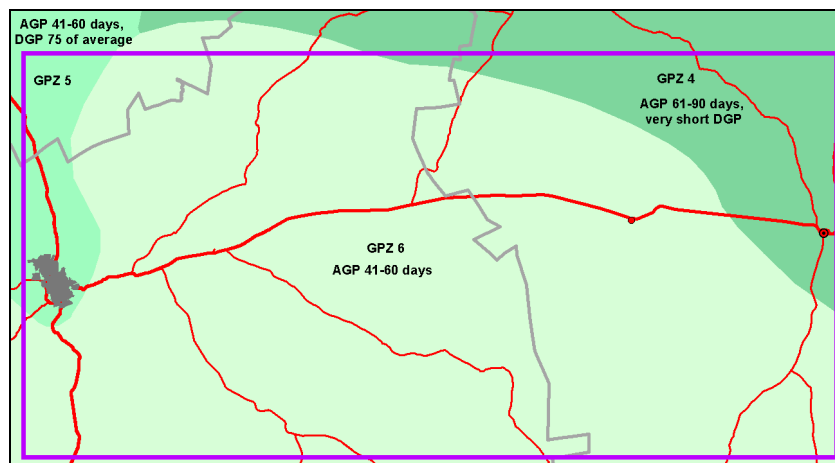 AGP 41-60 days,
DGP 75 of average
GPZ 5
GPZ 4
AGP 61-90 days,
very short DGP
GPZ 6
AGP 41-60 days